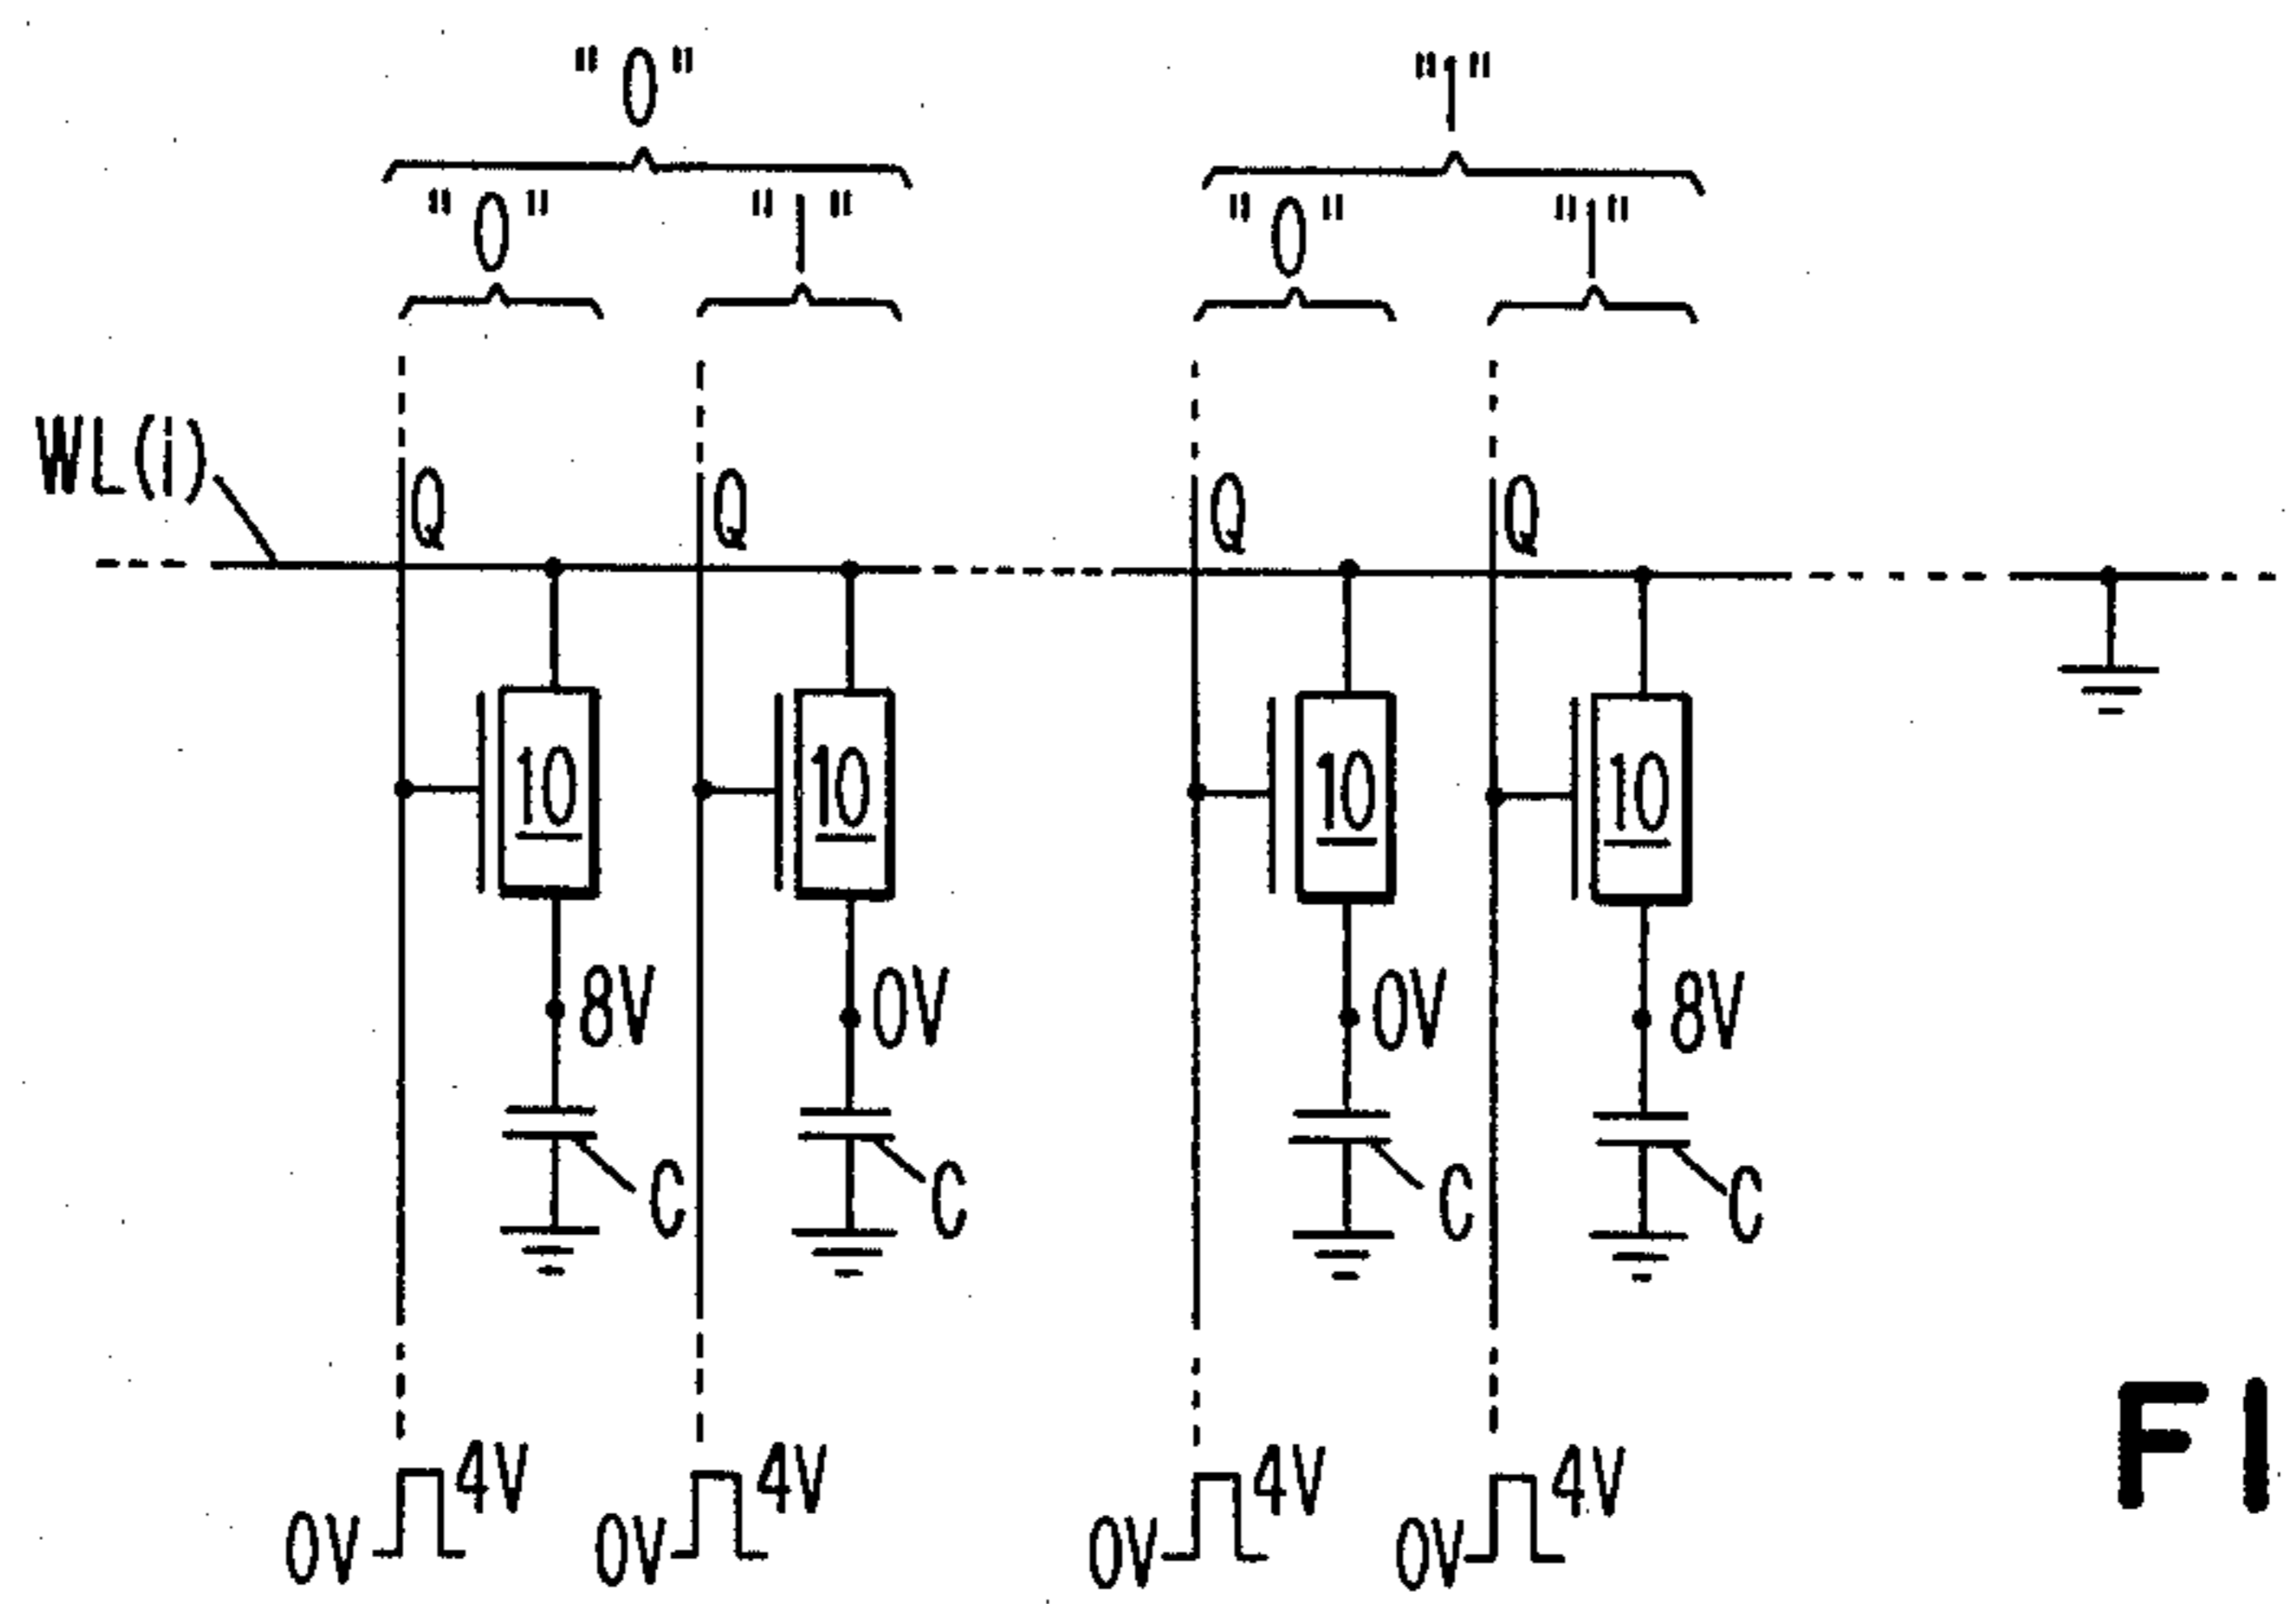 "0" "1"
"0" "1" "0" "1"
WL(i)
Q Q Q Q
10 10 10 10
8V 0V 0V 8V
C C C C
4V 4V 4V 4V
0V 0V 0V 0V
FI